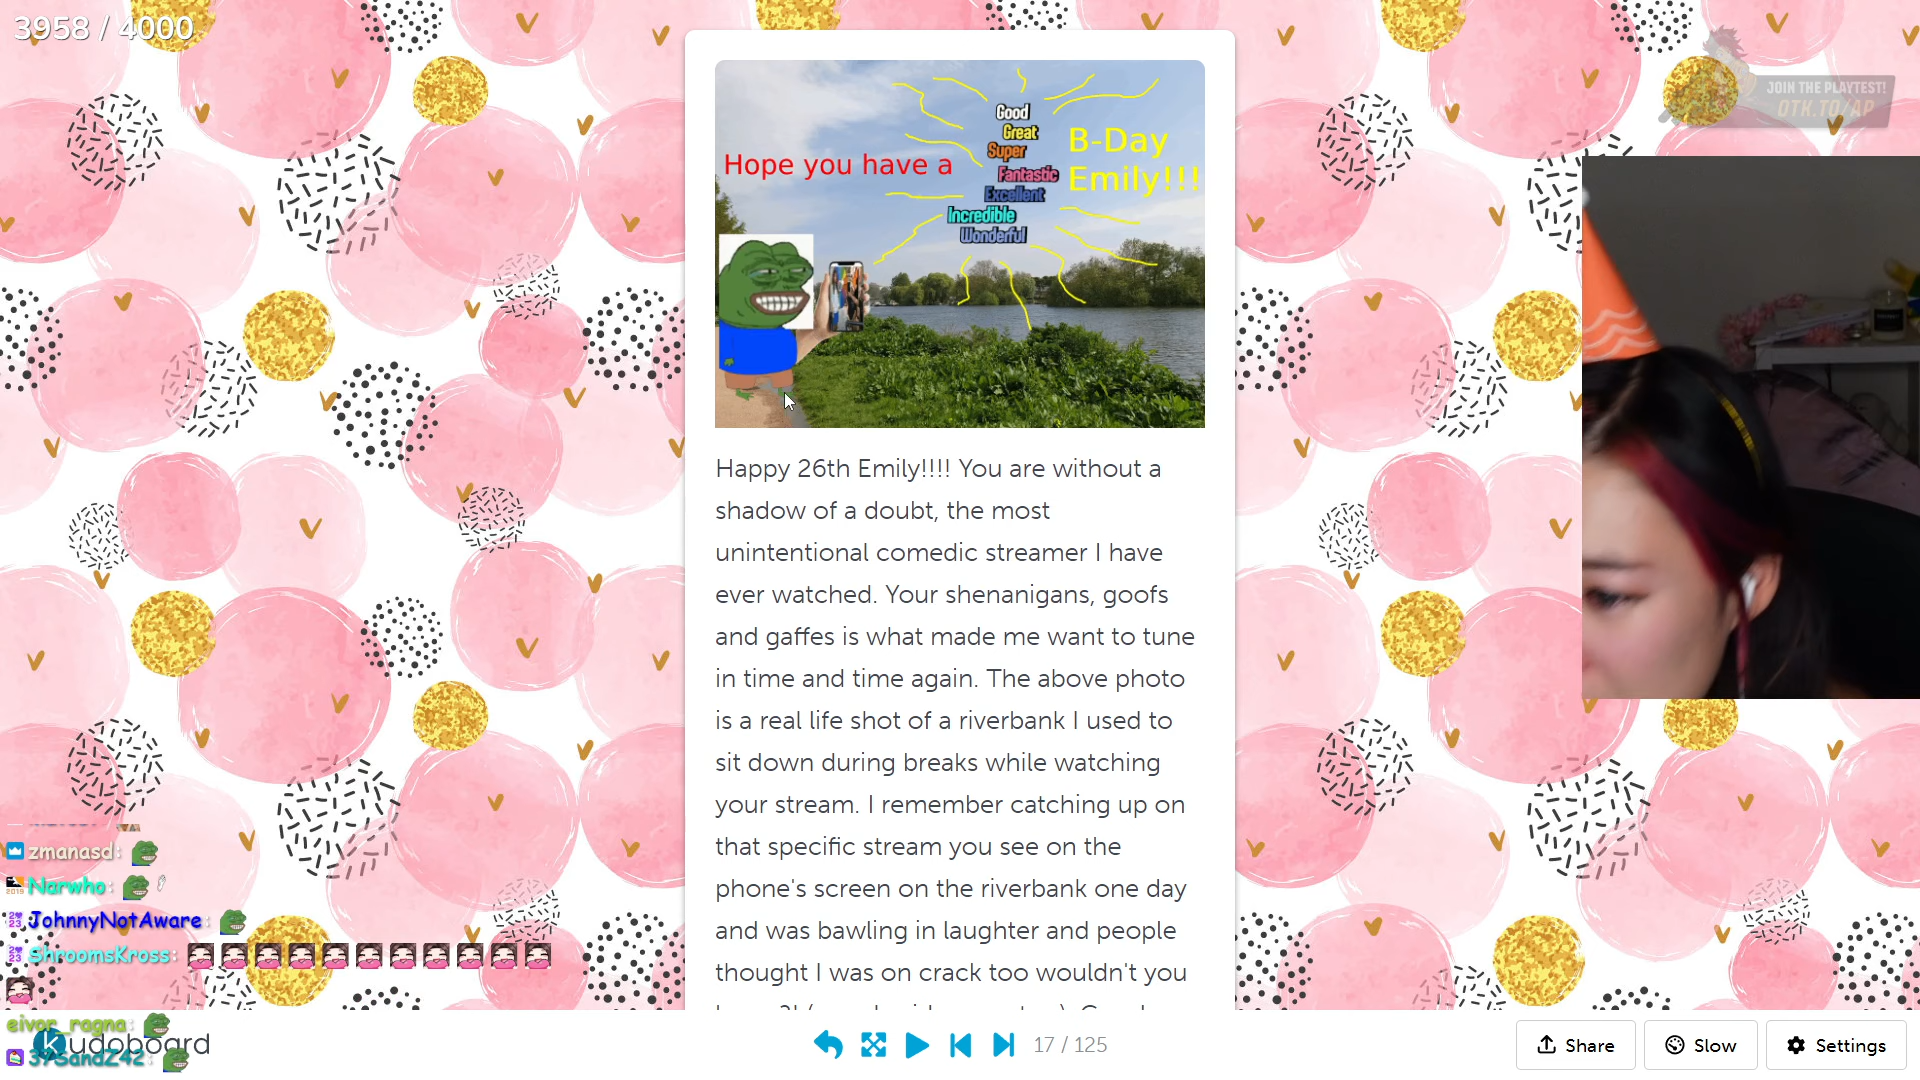 3958 / 4000
JOIN THE PLAYTEST!
OTK.TO/AP
Hope you have a
Good
Great
Super
Fantastic
Excellent
Incredible
Wonderful
B-Day
Emily!!!
Happy 26th Emily!!!! You are without a
shadow of a doubt, the most
unintentional comedic streamer I have
ever watched. Your shenanigans, goofs
and gaffes is what made me want to tune
in time and time again. The above photo
is a real life shot of a riverbank I used to
sit down during breaks while watching
your stream. I remember catching up on
that specific stream you see on the
phone's screen on the riverbank one day
and was bawling in laughter and people
thought I was on crack too wouldn't you
zmanasd:
Narwho:
JohnnyNotAware:
ShroomsKross:
eivor_ragna:
37SandZ42:
kudoboard
17 / 125
Share
Slow
Settings